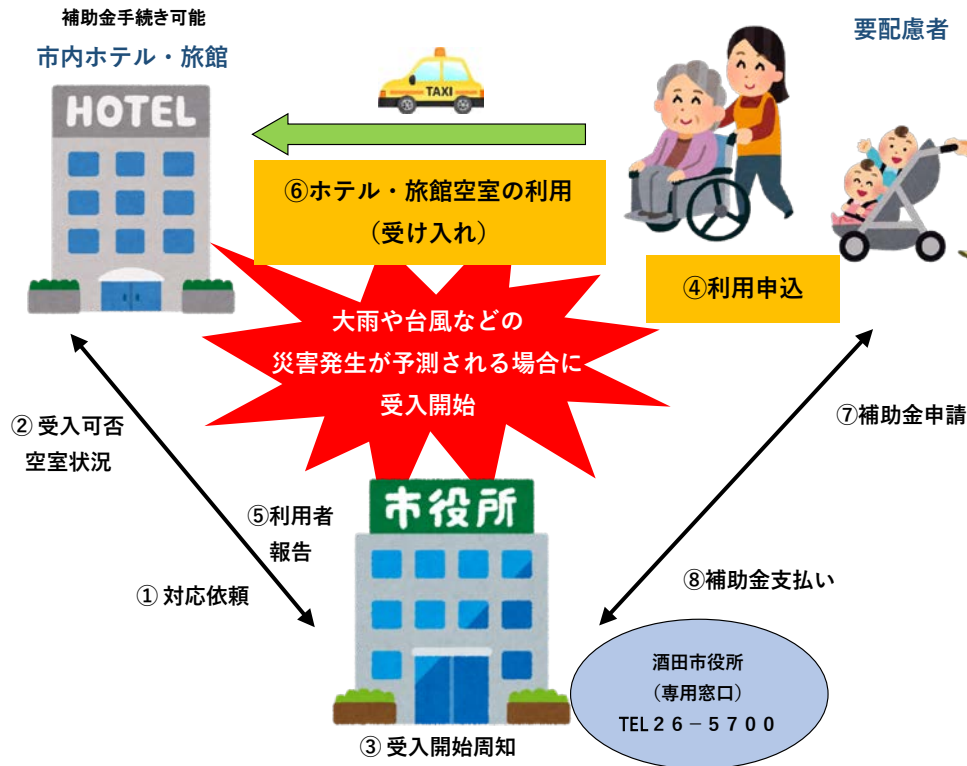 補助金手続き可能
市内ホテル・旅館
HOTEL
TAXI
要配慮者
⑥ホテル・旅館空室の利用
（受け入れ）
④利用申込
大雨や台風などの
災害発生が予測される場合に
受入開始
② 受入可否
空室状況
⑦補助金申請
市役所
⑤利用者
報告
① 対応依頼
⑧補助金支払い
酒田市役所
（専用窓口）
TEL２６－５７００
③ 受入開始周知